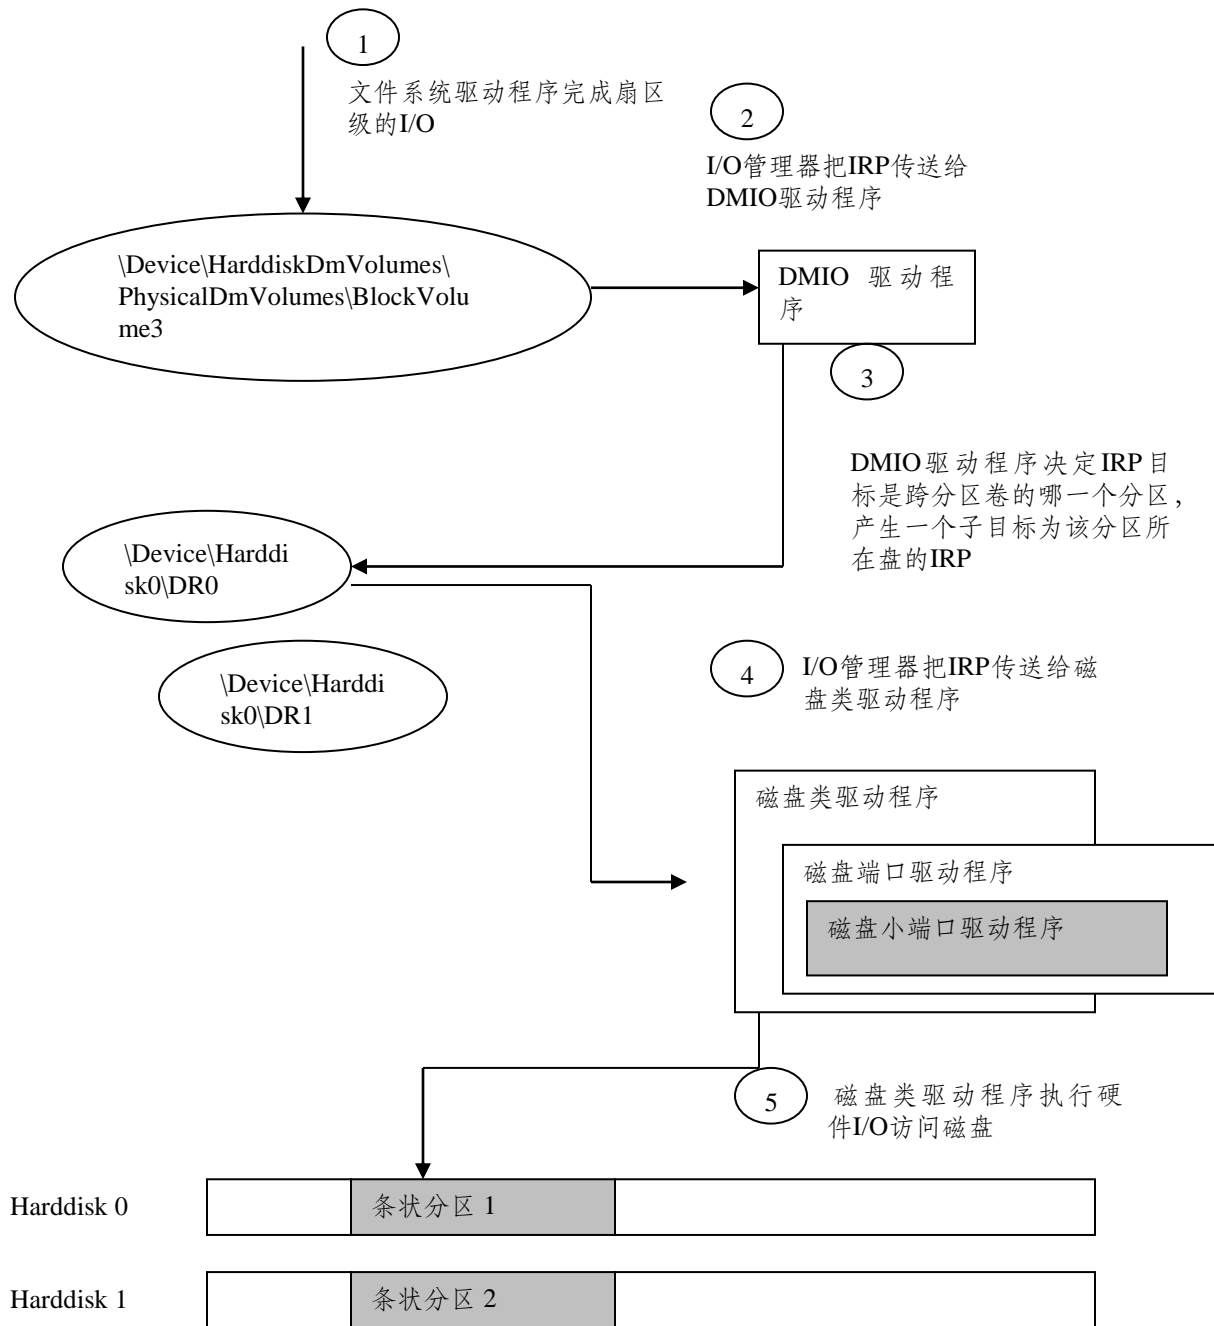 1
文件系统驱动程序完成扇区
级的I/O
2
I/O管理器把IRP传送给
DMIO驱动程序
\Device\HarddiskDmVolumes\
PhysicalDmVolumes\BlockVolu
me3
DMIO 驱动程
序
3
DMIO驱动程序决定IRP目
标是跨分区卷的哪一个分区,
产生一个子目标为该分区所
在盘的IRP
\Device\Harddi
sk0\DR0
\Device\Harddi
sk0\DR1
4
I/O管理器把IRP传送给磁
盘类驱动程序
磁盘类驱动程序
磁盘端口驱动程序
磁盘小端口驱动程序
5
磁盘类驱动程序执行硬
件I/O访问磁盘
Harddisk 0
条状分区 1
Harddisk 1
条状分区 2